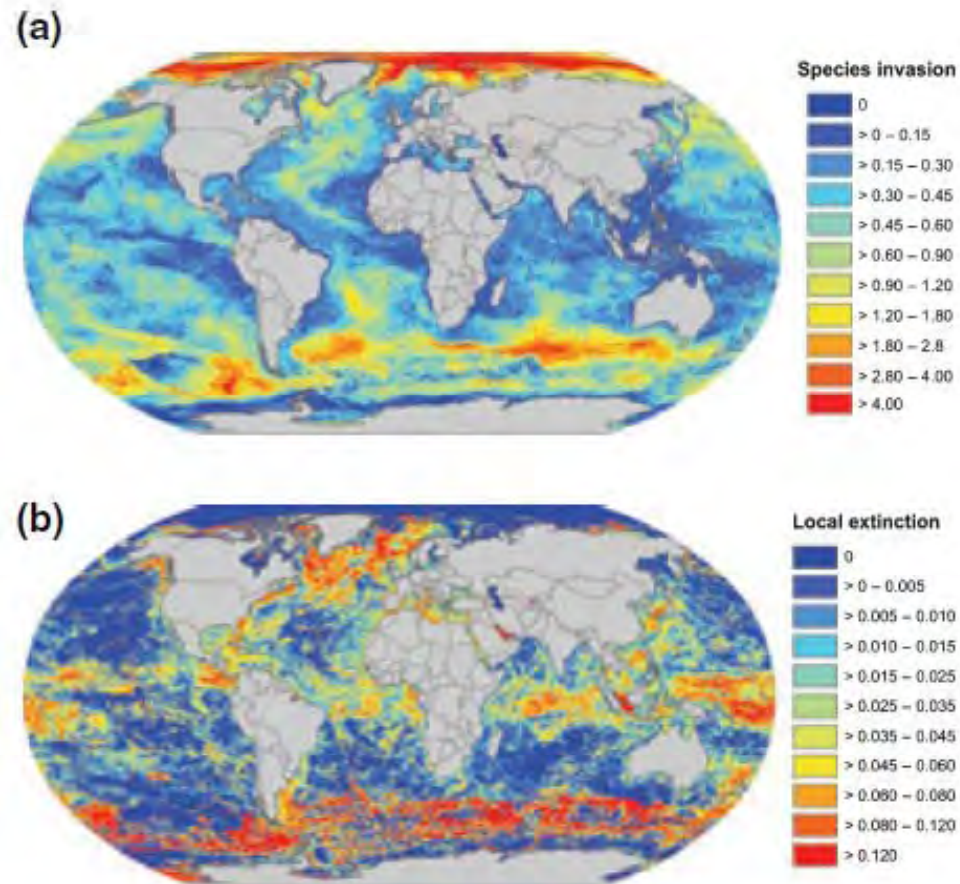 (a)
Species invasion
0
> 0 – 0.15
> 0.15 – 0.30
> 0.30 – 0.45
> 0.45 – 0.60
> 0.60 – 0.90
> 0.90 – 1.20
> 1.20 – 1.80
> 1.80 – 2.8
> 2.80 – 4.00
> 4.00
(b)
Local extinction
0
> 0 – 0.005
> 0.005 – 0.010
> 0.010 – 0.015
> 0.015 – 0.025
> 0.025 – 0.035
> 0.035 – 0.045
> 0.045 – 0.060
> 0.060 – 0.080
> 0.080 – 0.120
> 0.120